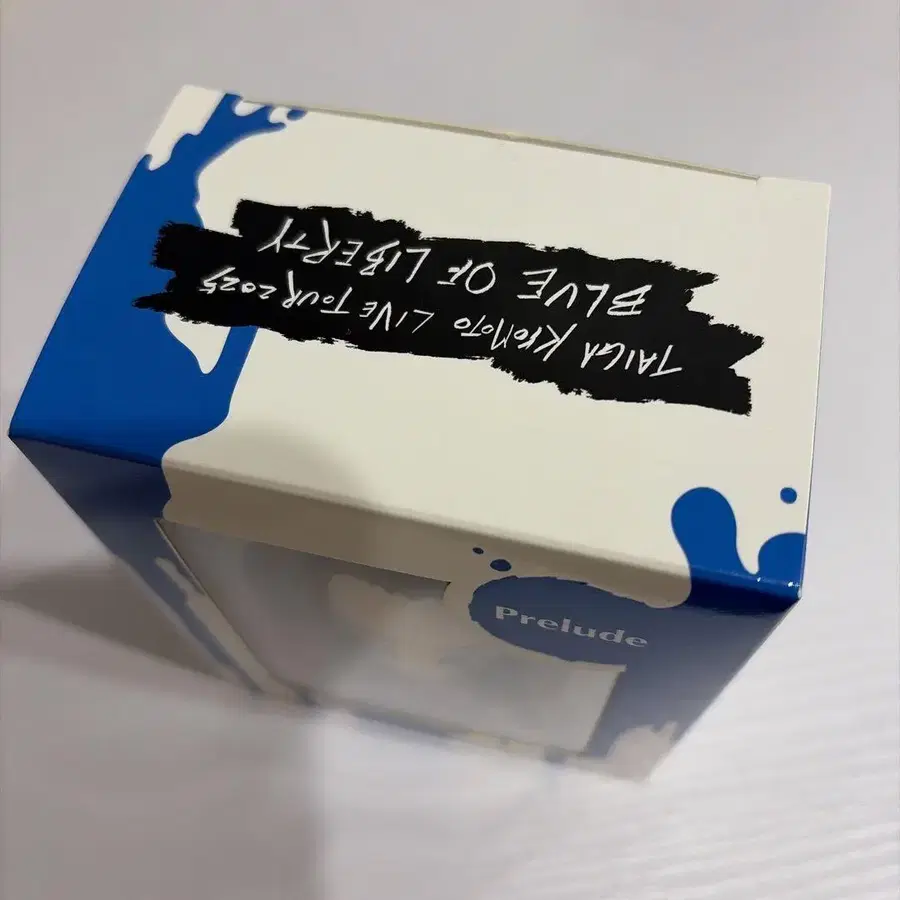 TAIGA KYOMOTO LIVE TOUR 2025
BLUE OF LIBERTY
Prelude